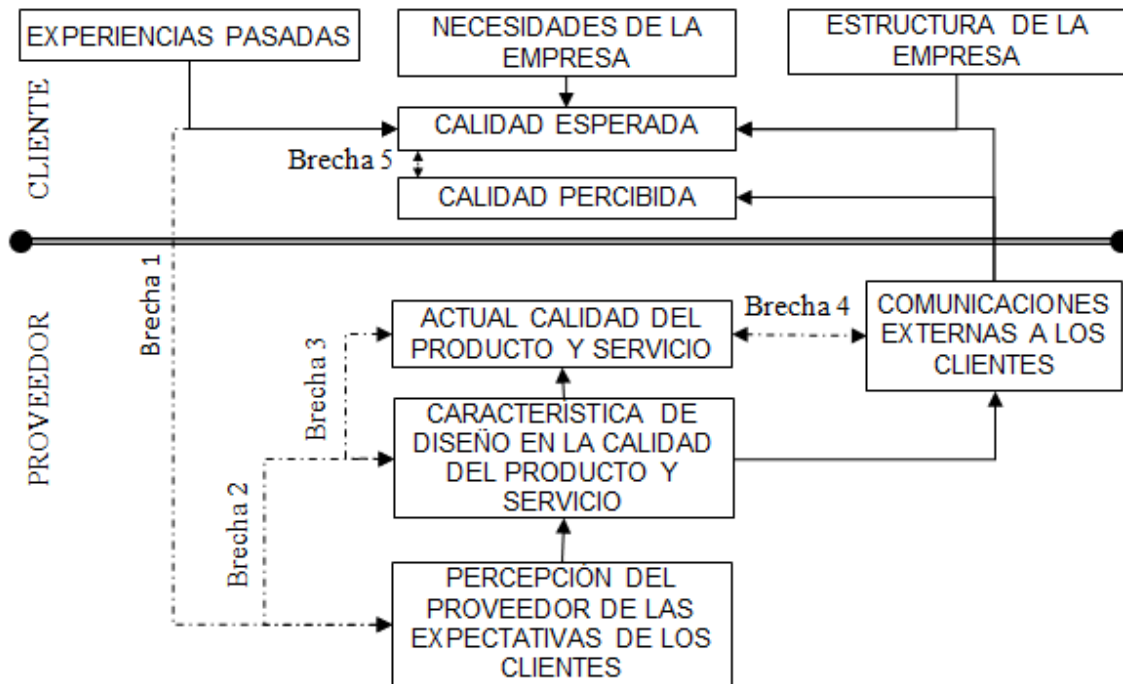 EXPERIENCIAS PASADAS
NECESIDADES DE LA
EMPRESA
ESTRUCTURA DE LA
EMPRESA
CLIENTE
CALIDAD ESPERADA
Brecha 5
CALIDAD PERCIBIDA
PROVEEDOR
Brecha 1
Brecha 2
Brecha 3
ACTUAL CALIDAD DEL
PRODUCTO Y SERVICIO
Brecha 4
COMUNICACIONES
EXTERNAS A LOS
CLIENTES
CARACTERÍSTICA DE
DISEÑO EN LA CALIDAD
DEL PRODUCTO Y
SERVICIO
PERCEPCIÓN DEL
PROVEEDOR DE LAS
EXPECTATIVAS DE LOS
CLIENTES